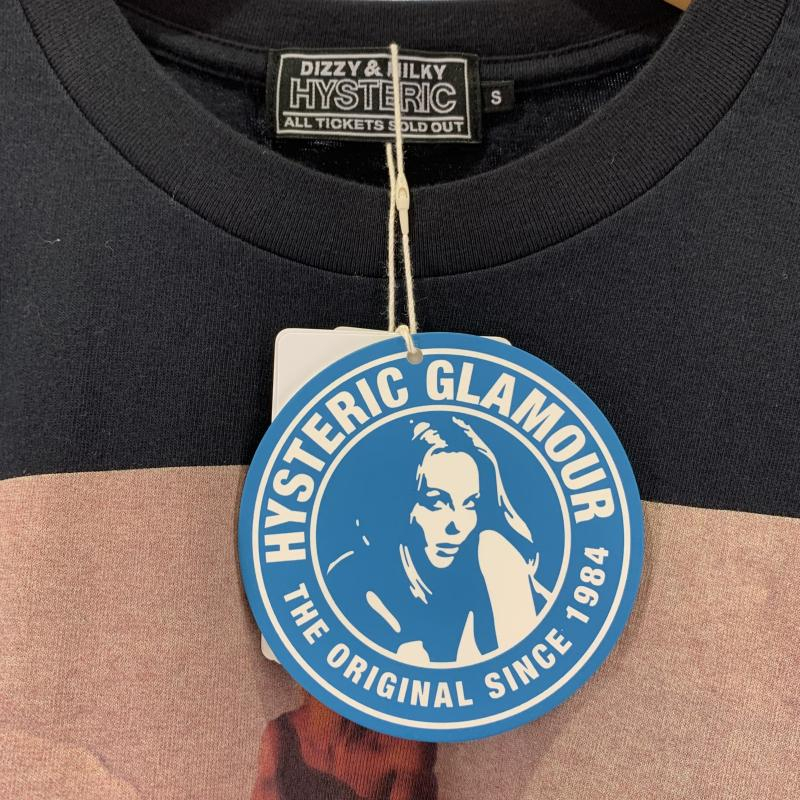 DIZZY & MILKY
HYSTERIC
ALL TICKETS SOLD OUT
S
HYSTERIC GLAMOUR
THE ORIGINAL SINCE 1984